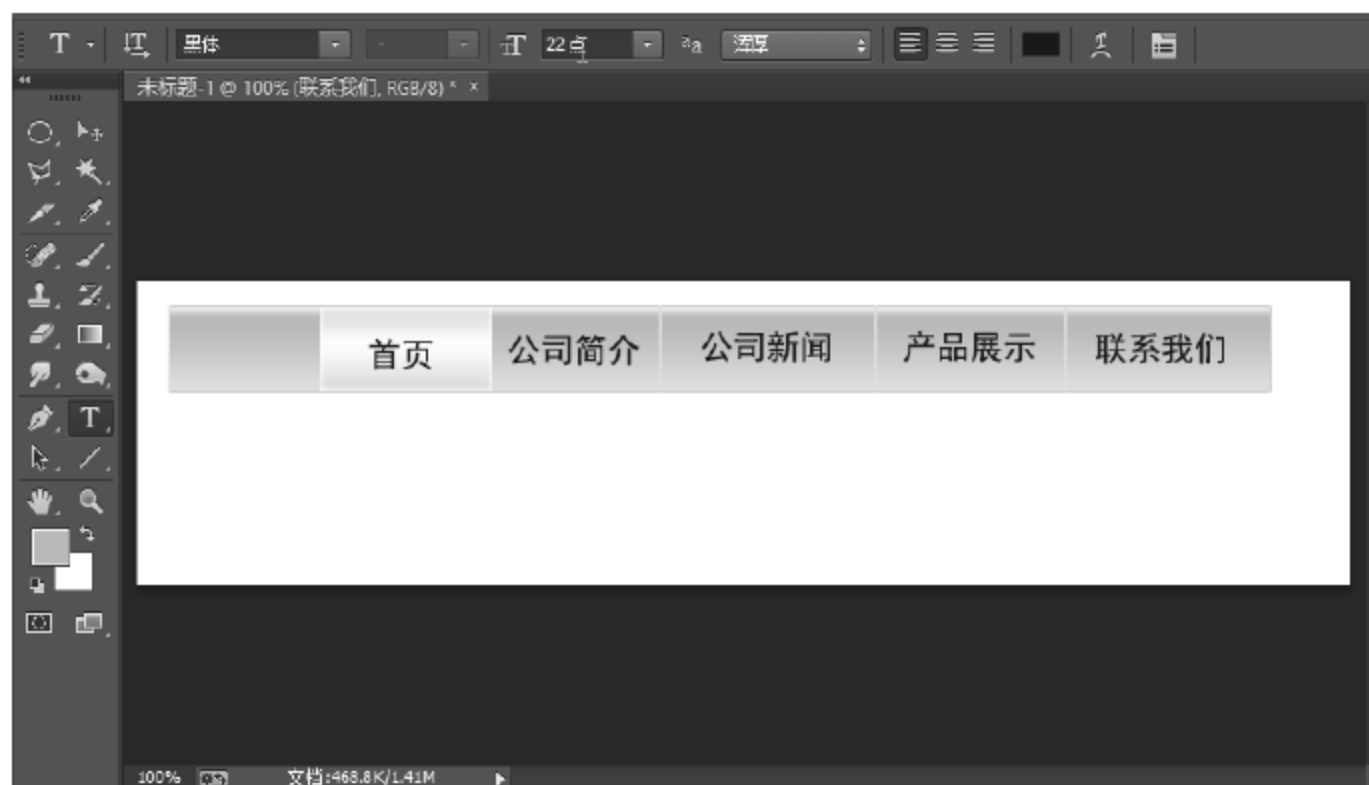 T 黑体 - 22点 aa 浑厚
未标题-1 @ 100% (联系我们, RGB/8) * ×
首页 公司简介 公司新闻 产品展示 联系我们
100% 文档:468.8K/1.41M